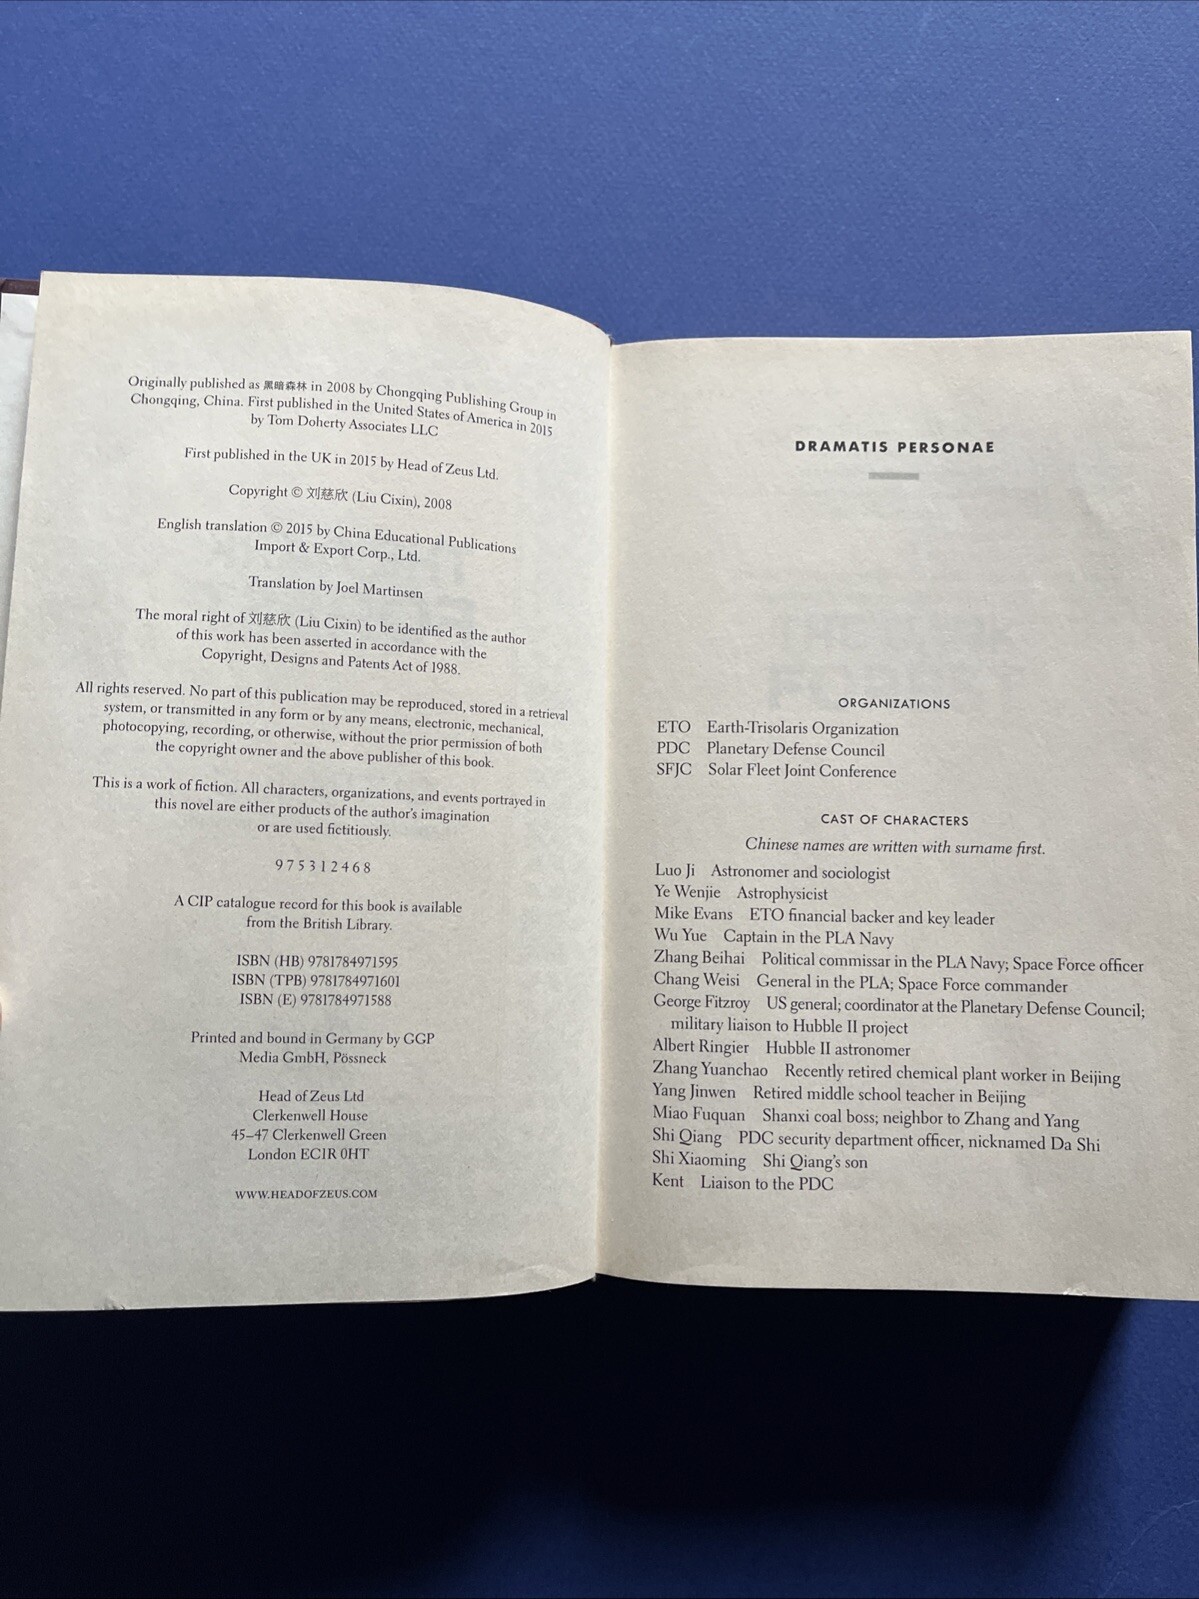 Originally published as 黑暗森林 in 2008 by Chongqing Publishing Group in
Chongqing, China. First published in the United States of America in 2015
by Tom Doherty Associates LLC
First published in the UK in 2015 by Head of Zeus Ltd.
Copyright © 刘慈欣 (Liu Cixin), 2008
English translation © 2015 by China Educational Publications
Import & Export Corp., Ltd.
Translation by Joel Martinsen
The moral right of 刘慈欣 (Liu Cixin) to be identified as the author
of this work has been asserted in accordance with the
Copyright, Designs and Patents Act of 1988.
All rights reserved. No part of this publication may be reproduced, stored in a retrieval
system, or transmitted in any form or by any means, electronic, mechanical,
photocopying, recording, or otherwise, without the prior permission of both
the copyright owner and the above publisher of this book.
This is a work of fiction. All characters, organizations, and events portrayed in
this novel are either products of the author's imagination
or are used fictitiously.
9 7 5 3 1 2 4 6 8
A CIP catalogue record for this book is available
from the British Library.
ISBN (HB) 9781784971595
ISBN (TPB) 9781784971601
ISBN (E) 9781784971588
Printed and bound in Germany by GGP
Media GmbH, Pössneck
Head of Zeus Ltd
Clerkenwell House
45–47 Clerkenwell Green
London EC1R 0HT
WWW.HEADOFZEUS.COM
DRAMATIS PERSONAE
ORGANIZATIONS
ETO Earth-Trisolaris Organization
PDC Planetary Defense Council
SFJC Solar Fleet Joint Conference
CAST OF CHARACTERS
Chinese names are written with surname first.
Luo Ji Astronomer and sociologist
Ye Wenjie Astrophysicist
Mike Evans ETO financial backer and key leader
Wu Yue Captain in the PLA Navy
Zhang Beihai Political commissar in the PLA Navy; Space Force officer
Chang Weisi General in the PLA; Space Force commander
George Fitzroy US general; coordinator at the Planetary Defense Council;
military liaison to Hubble II project
Albert Ringier Hubble II astronomer
Zhang Yuanchao Recently retired chemical plant worker in Beijing
Yang Jinwen Retired middle school teacher in Beijing
Miao Fuquan Shanxi coal boss; neighbor to Zhang and Yang
Shi Qiang PDC security department officer, nicknamed Da Shi
Shi Xiaoming Shi Qiang's son
Kent Liaison to the PDC